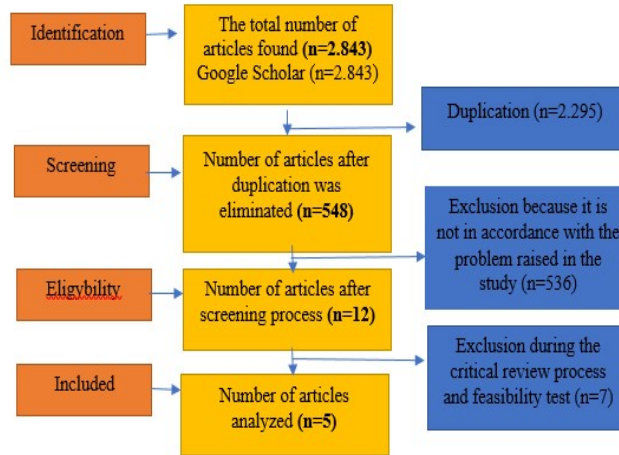 Identification
The total number of
articles found (n=2.843)
Google Scholar (n=2.843)
Duplication (n=2.295)
Screening
Number of articles after
duplication was
eliminated (n=548)
Exclusion because it is
not in accordance with the
problem raised in the
study (n=536)
Eligybility
Number of articles after
screening process (n=12)
Exclusion during the
critical review process
and feasibility test (n=7)
Included
Number of articles
analyzed (n=5)